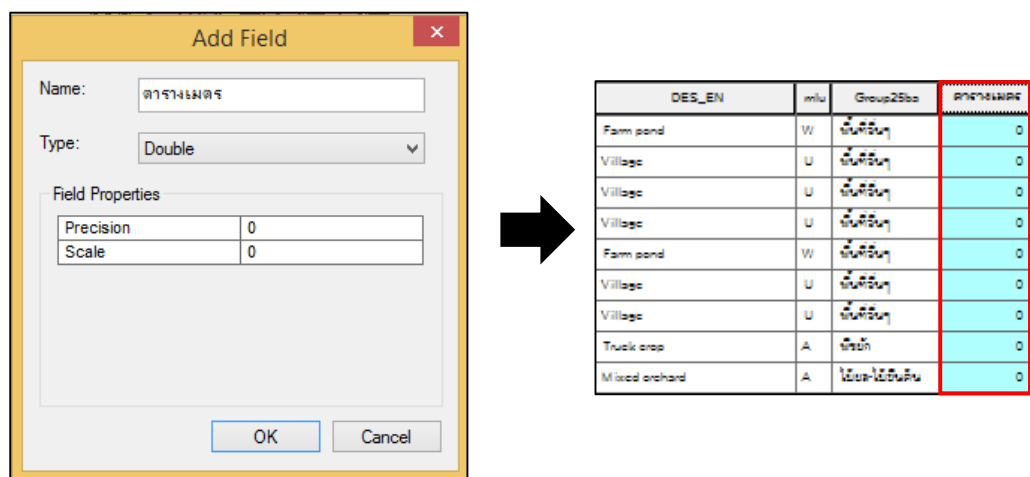 Add Field
Name:
ตารางเมตร
Type:
Double
Field Properties
Precision 0
Scale 0
OK Cancel
DES_EN mlu Group25ba ตารางเมตร
Farm pond W พื้นที่อื่นๆ 0
Village U พื้นที่อื่นๆ 0
Village U พื้นที่อื่นๆ 0
Village U พื้นที่อื่นๆ 0
Farm pond W พื้นที่อื่นๆ 0
Village U พื้นที่อื่นๆ 0
Village U พื้นที่อื่นๆ 0
Truck crop A พืชผัก 0
Mixed orchard A ไม้ผล-ไม้ยืนต้น 0